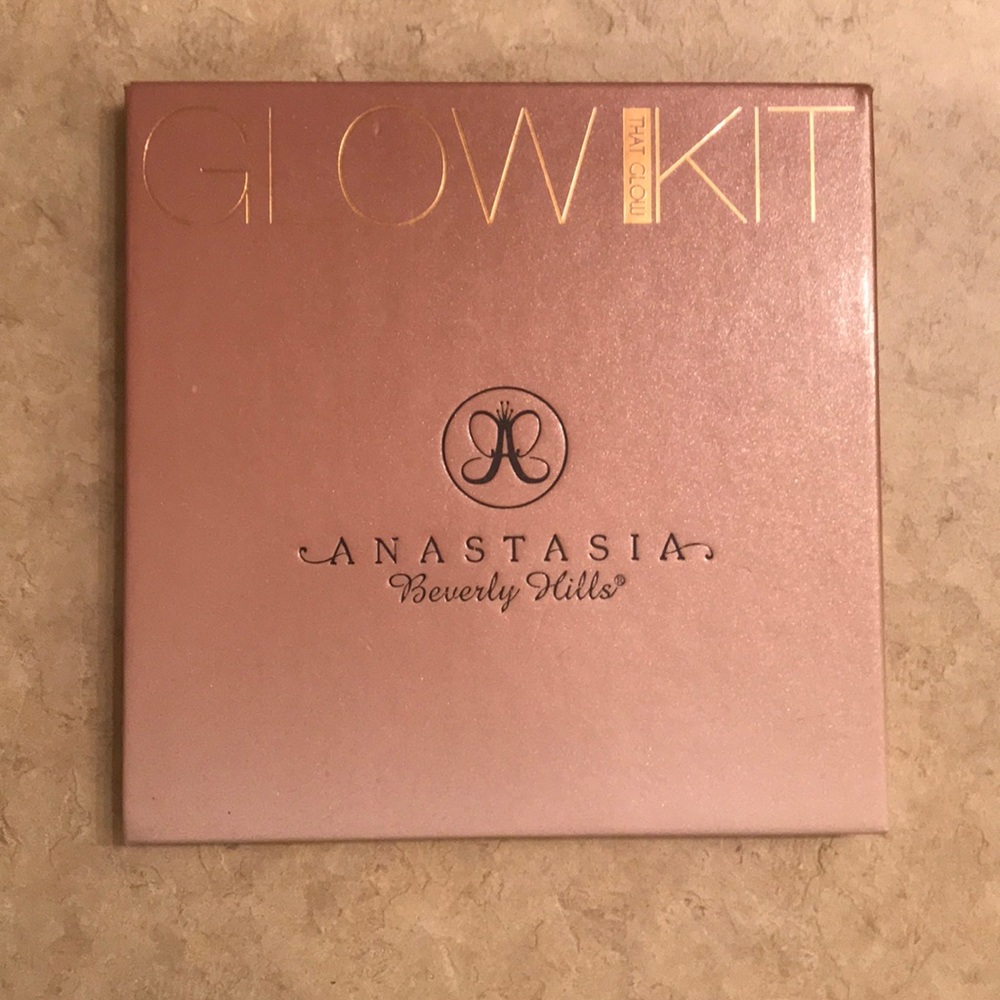 GLOW KIT
THAT GLOW
A
ANASTASIA
Beverly Hills®